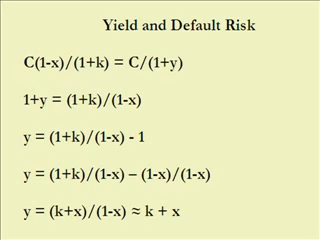 Yield and Default Risk
C(1-x)/(1+k) = C/(1+y)
1+y = (1+k)/(1-x)
y = (1+k)/(1-x) - 1
y = (1+k)/(1-x) – (1-x)/(1-x)
y = (k+x)/(1-x) ≈ k + x